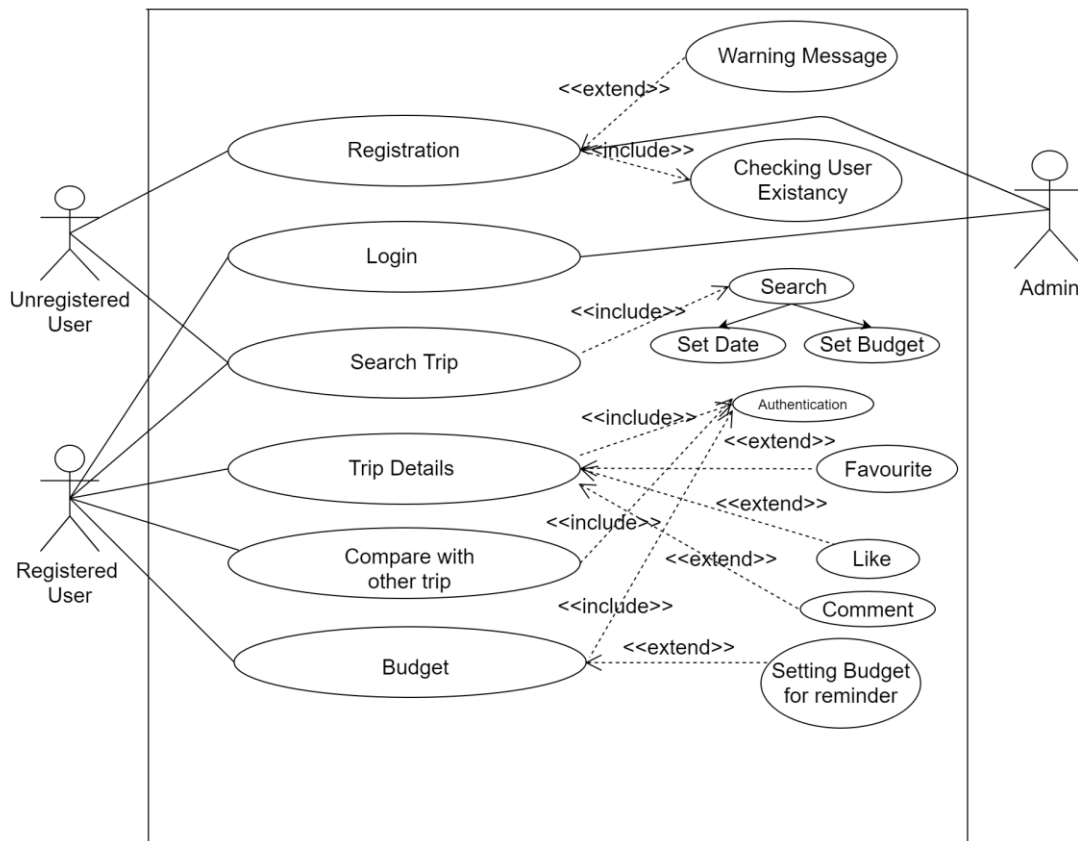 Warning Message
<<extend>>
Registration
<<include>>
Checking User
Existancy
Unregistered
User
Login
Admin
Search
<<include>>
Set Date
Set Budget
Search Trip
Authentication
<<include>>
<<extend>>
Trip Details
Favourite
<<extend>>
<<include>>
Registered
User
Compare with
other trip
<<extend>>
Like
<<include>>
Comment
Budget
<<extend>>
Setting Budget
for reminder